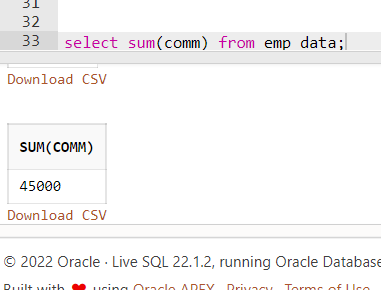 31
32
33 select sum(comm) from emp data;
Download CSV
SUM(COMM)
45000
Download CSV
© 2022 Oracle · Live SQL 22.1.2, running Oracle Database
Built with ❤ using Oracle APEX · Privacy · Terms of Use